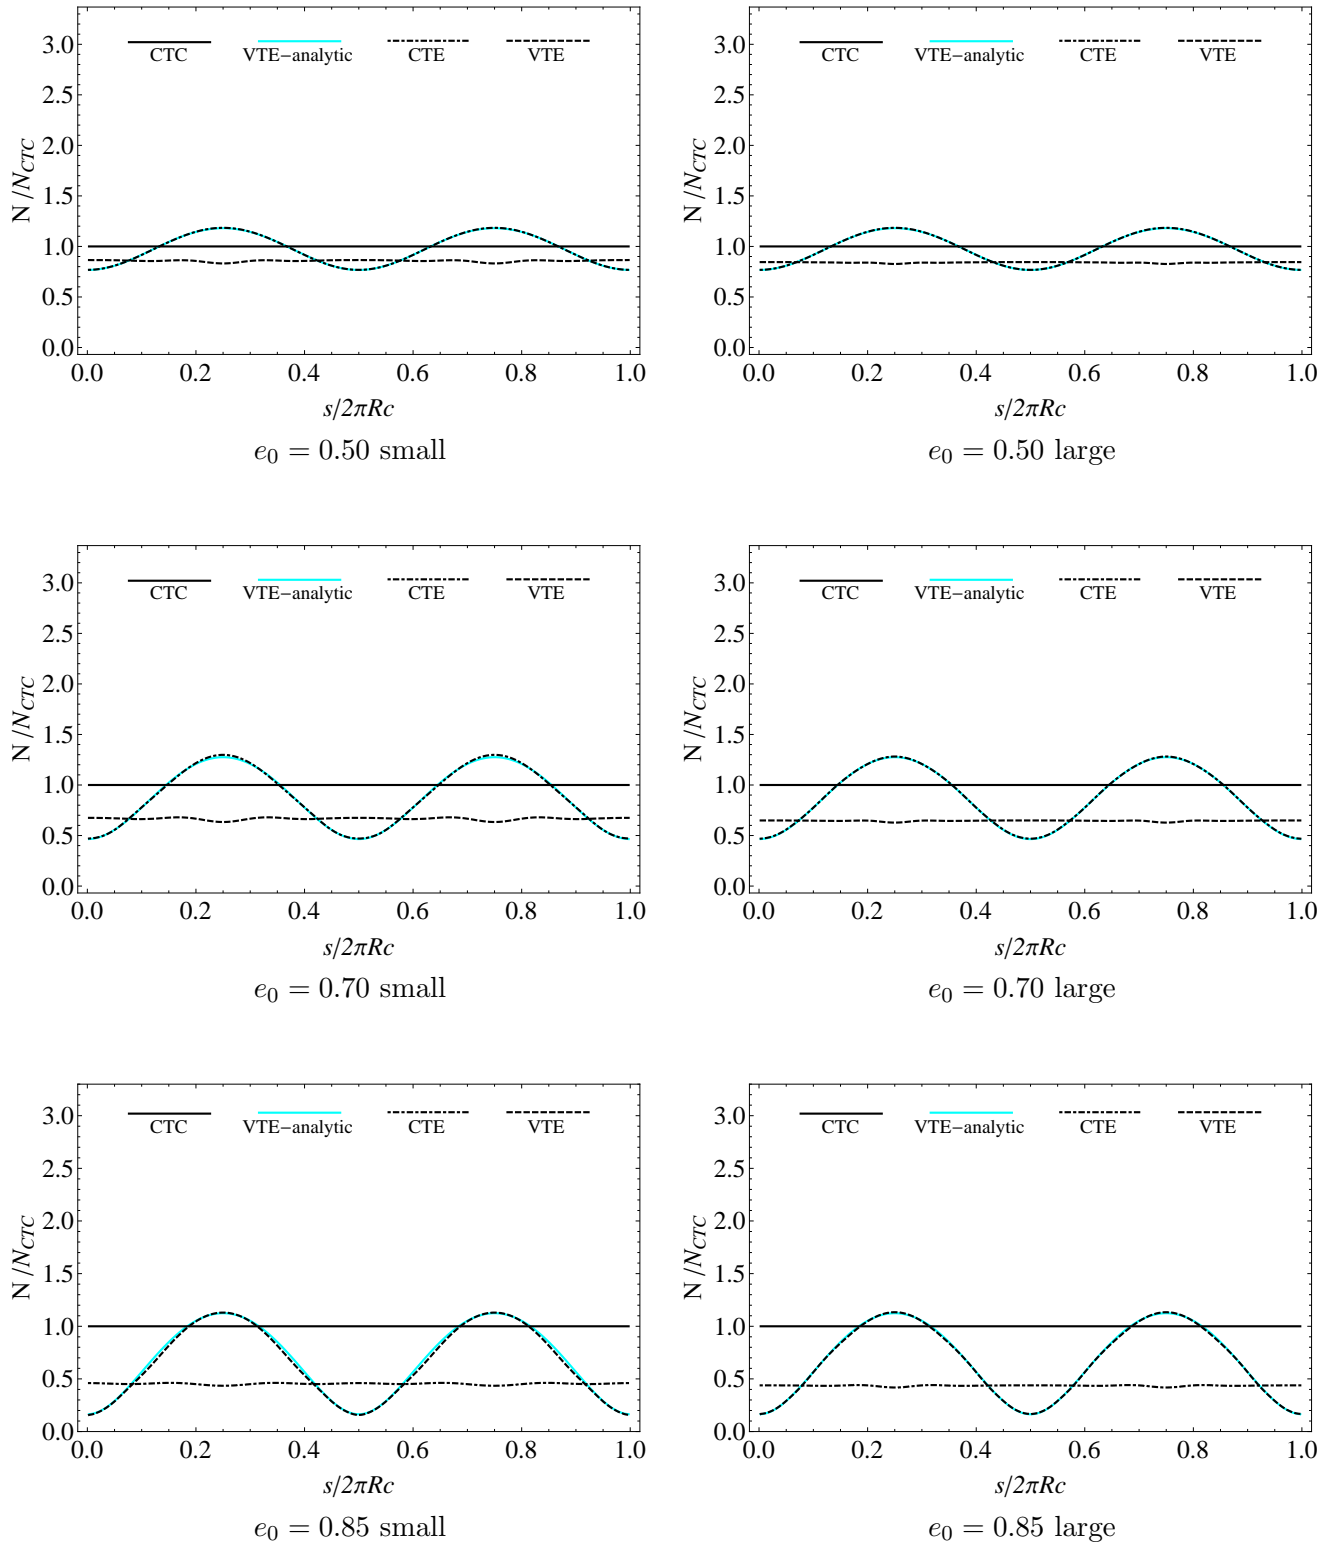 3.0
2.5
2.0
1.5
1.0
0.5
0.0
N /N_CTC
CTC VTE−analytic CTE VTE
0.0 0.2 0.4 0.6 0.8 1.0
s/2πRc
e₀ = 0.50 small
3.0
2.5
2.0
1.5
1.0
0.5
0.0
N /N_CTC
CTC VTE−analytic CTE VTE
0.0 0.2 0.4 0.6 0.8 1.0
s/2πRc
e₀ = 0.50 large
3.0
2.5
2.0
1.5
1.0
0.5
0.0
N /N_CTC
CTC VTE−analytic CTE VTE
0.0 0.2 0.4 0.6 0.8 1.0
s/2πRc
e₀ = 0.70 small
3.0
2.5
2.0
1.5
1.0
0.5
0.0
N /N_CTC
CTC VTE−analytic CTE VTE
0.0 0.2 0.4 0.6 0.8 1.0
s/2πRc
e₀ = 0.70 large
3.0
2.5
2.0
1.5
1.0
0.5
0.0
N /N_CTC
CTC VTE−analytic CTE VTE
0.0 0.2 0.4 0.6 0.8 1.0
s/2πRc
e₀ = 0.85 small
3.0
2.5
2.0
1.5
1.0
0.5
0.0
N /N_CTC
CTC VTE−analytic CTE VTE
0.0 0.2 0.4 0.6 0.8 1.0
s/2πRc
e₀ = 0.85 large